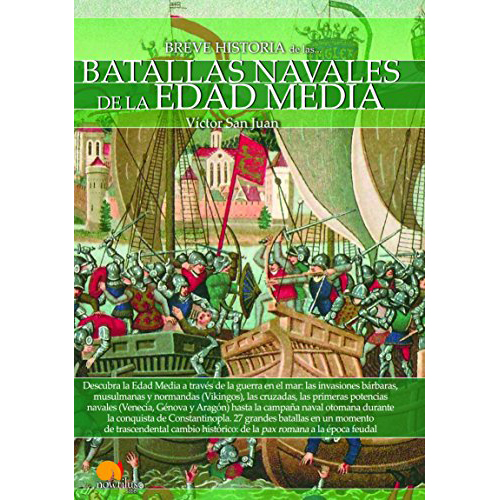 BREVE HISTORIA de las...
BATALLAS NAVALES
DE LA EDAD MEDIA
Víctor San Juan
Descubra la Edad Media a través de la guerra en el mar: las invasiones bárbaras,
musulmanas y normandas (Vikingos), las cruzadas, las primeras potencias
navales (Venecia, Génova y Aragón) hasta la campaña naval otomana durante
la conquista de Constantinopla. 27 grandes batallas en un momento
de trascendental cambio histórico: de la pax romana a la época feudal
nowtilus